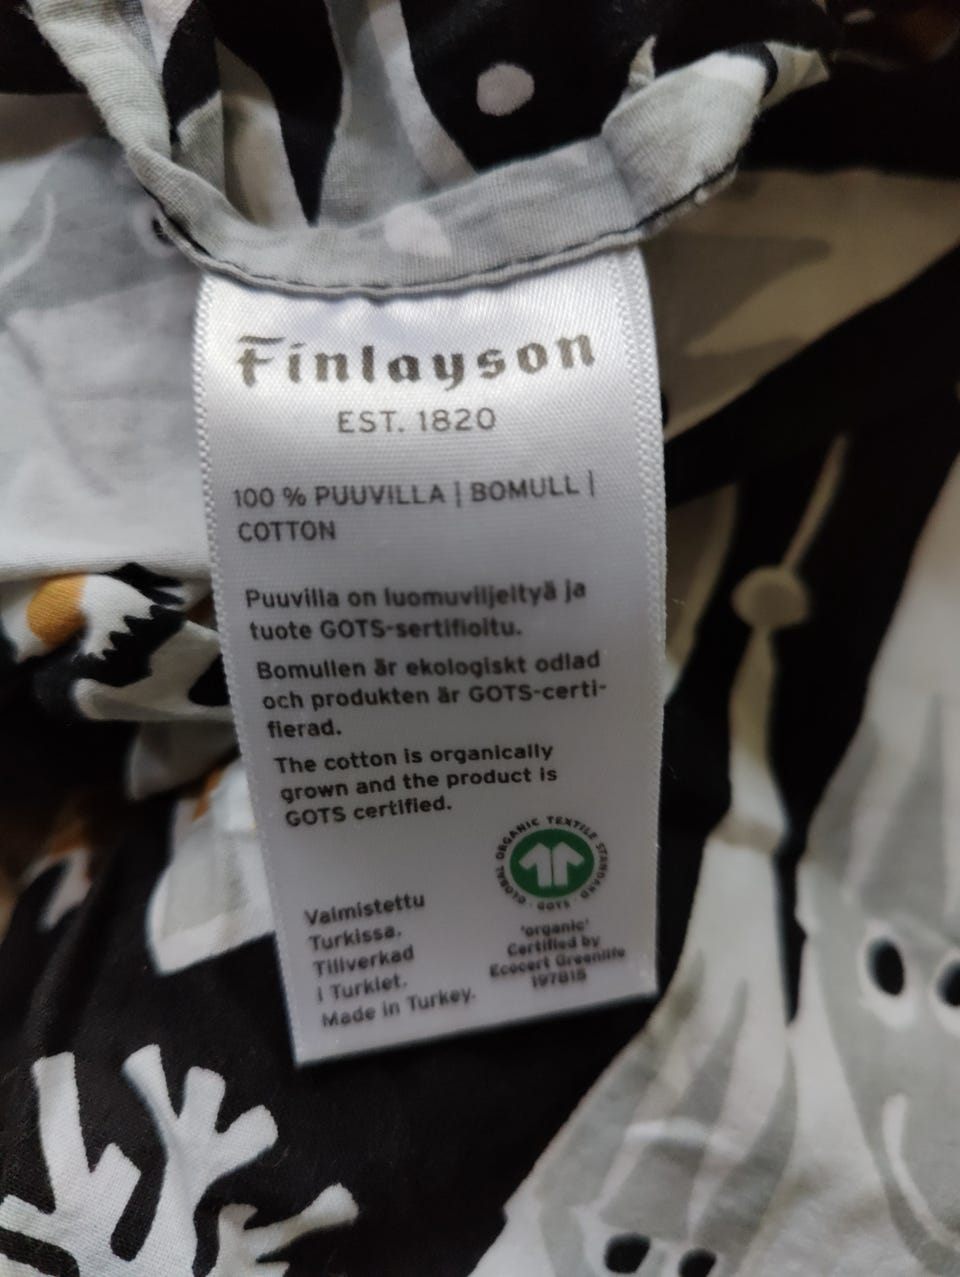 Finlayson
EST. 1820
100 % PUUVILLA | BOMULL |
COTTON
Puuvilla on luomuviljeltyä ja
tuote GOTS-sertifioitu.
Bomullen är ekologiskt odlad
och produkten är GOTS-certi-
fierad.
The cotton is organically
grown and the product is
GOTS certified.
GLOBAL ORGANIC TEXTILE STANDARD
· GOTS ·
'organic'
Certified by
Ecocert Greenlife
197815
Valmistettu
Turkissa.
Tillverkad
i Turkiet.
Made in Turkey.